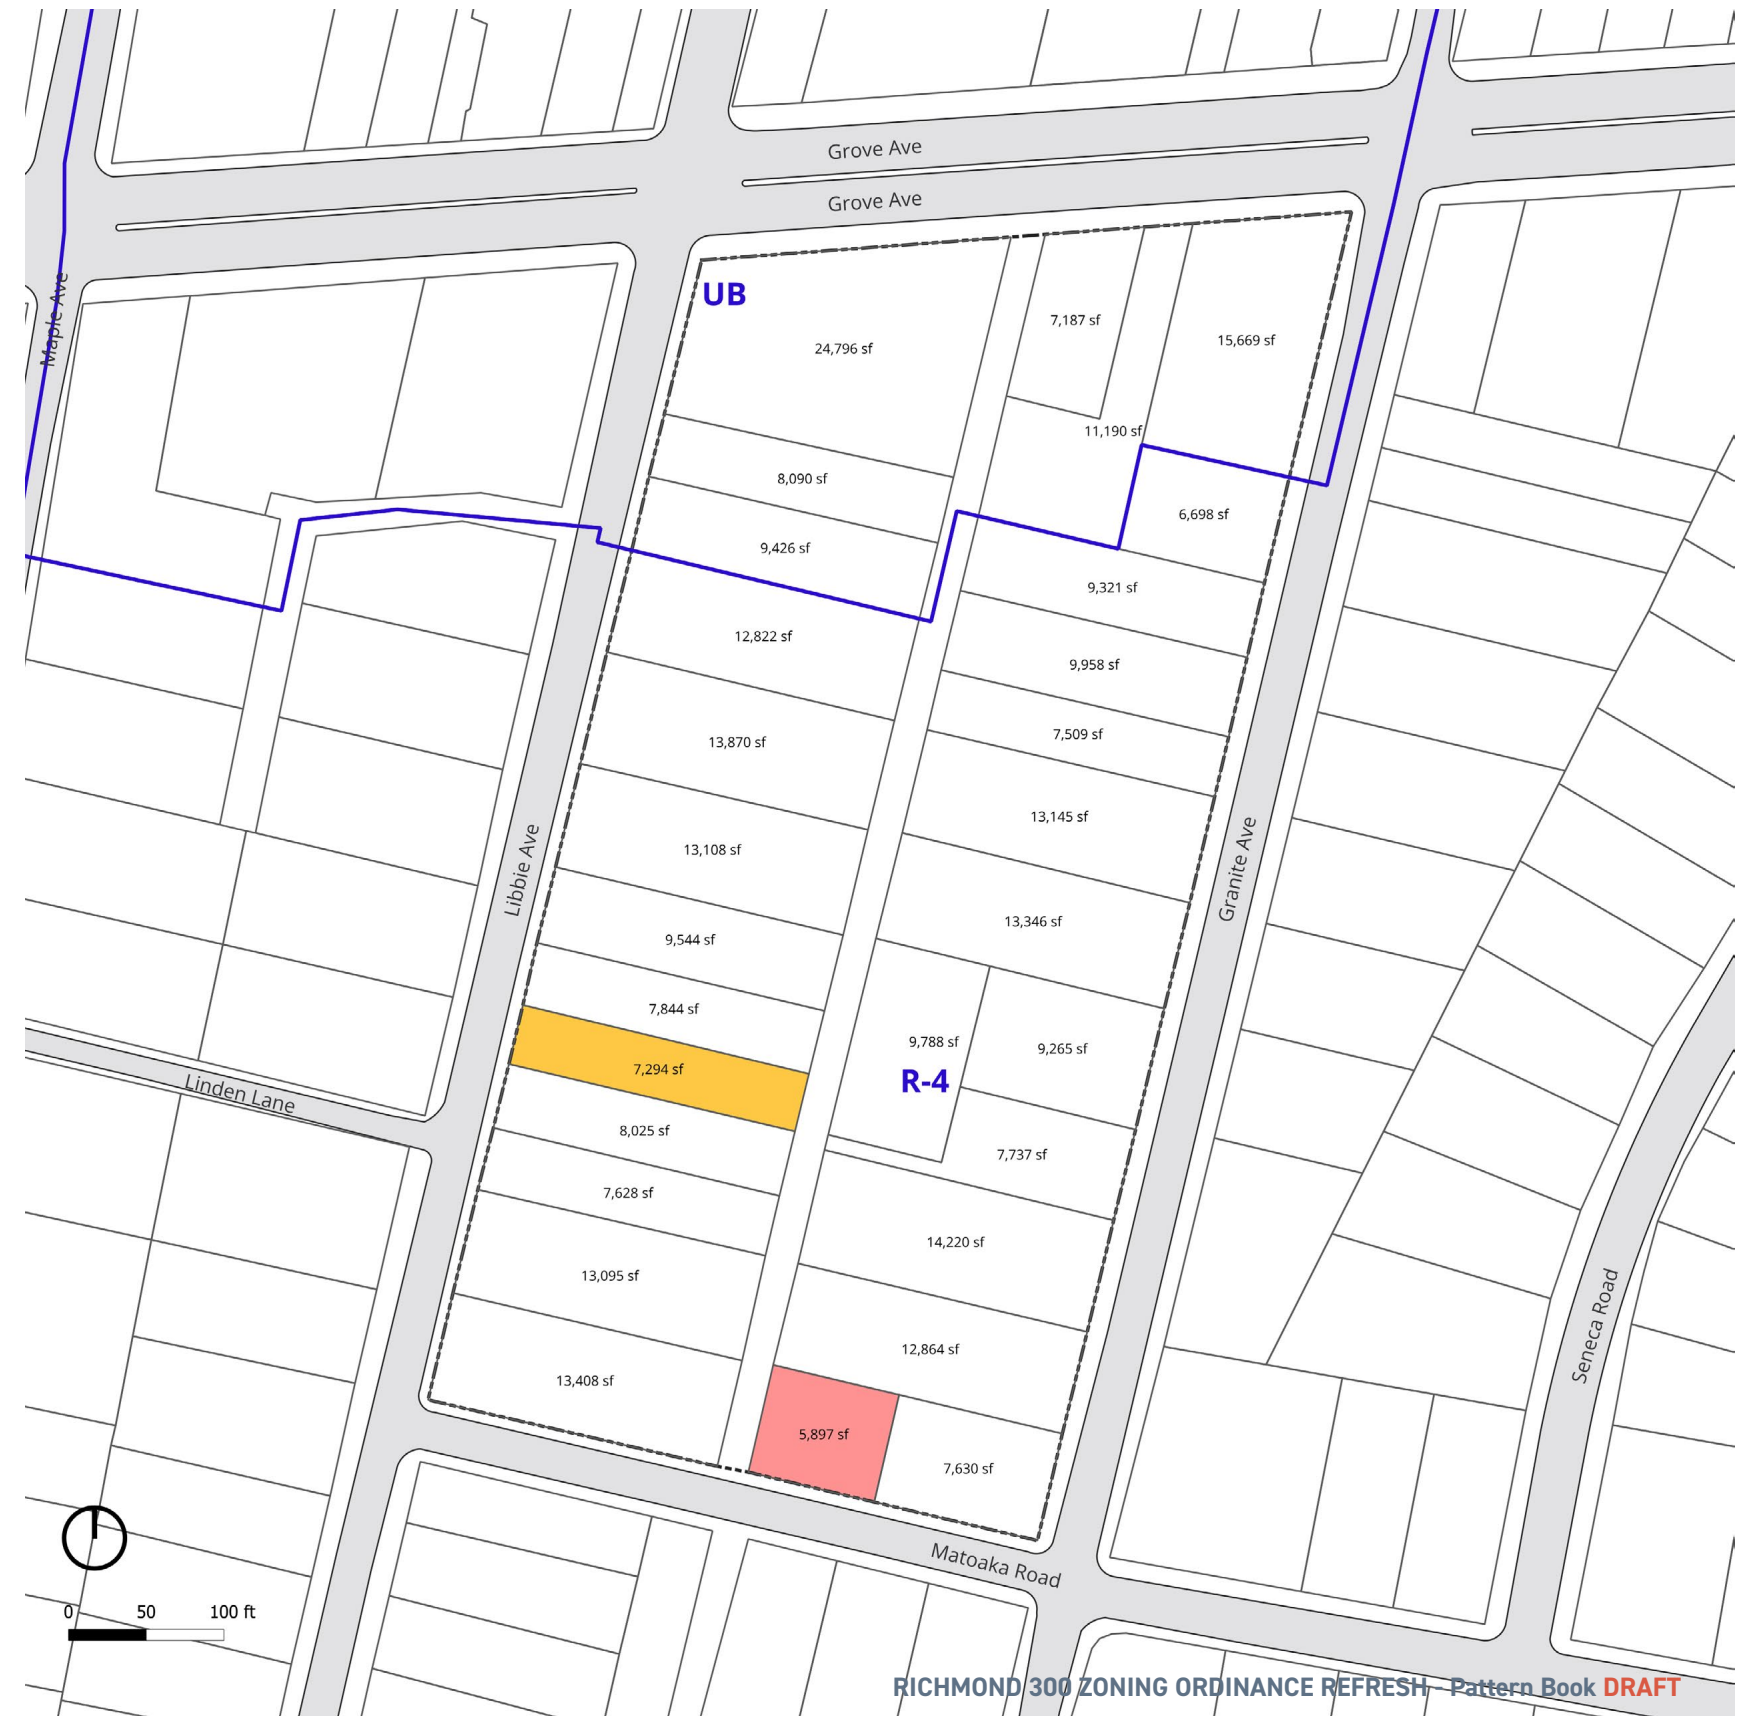 Grove Ave
Grove Ave
Maple Ave
UB
7,187 sf
15,669 sf
24,796 sf
11,190 sf
8,090 sf
6,698 sf
9,426 sf
9,321 sf
12,822 sf
9,958 sf
7,509 sf
13,870 sf
13,145 sf
13,108 sf
Libbie Ave
Granite Ave
13,346 sf
9,544 sf
7,844 sf
9,788 sf
9,265 sf
7,294 sf
R-4
Linden Lane
8,025 sf
7,737 sf
7,628 sf
14,220 sf
13,095 sf
Seneca Road
12,864 sf
13,408 sf
5,897 sf
7,630 sf
Matoaka Road
0 50 100 ft
RICHMOND 300 ZONING ORDINANCE REFRESH - Pattern Book DRAFT